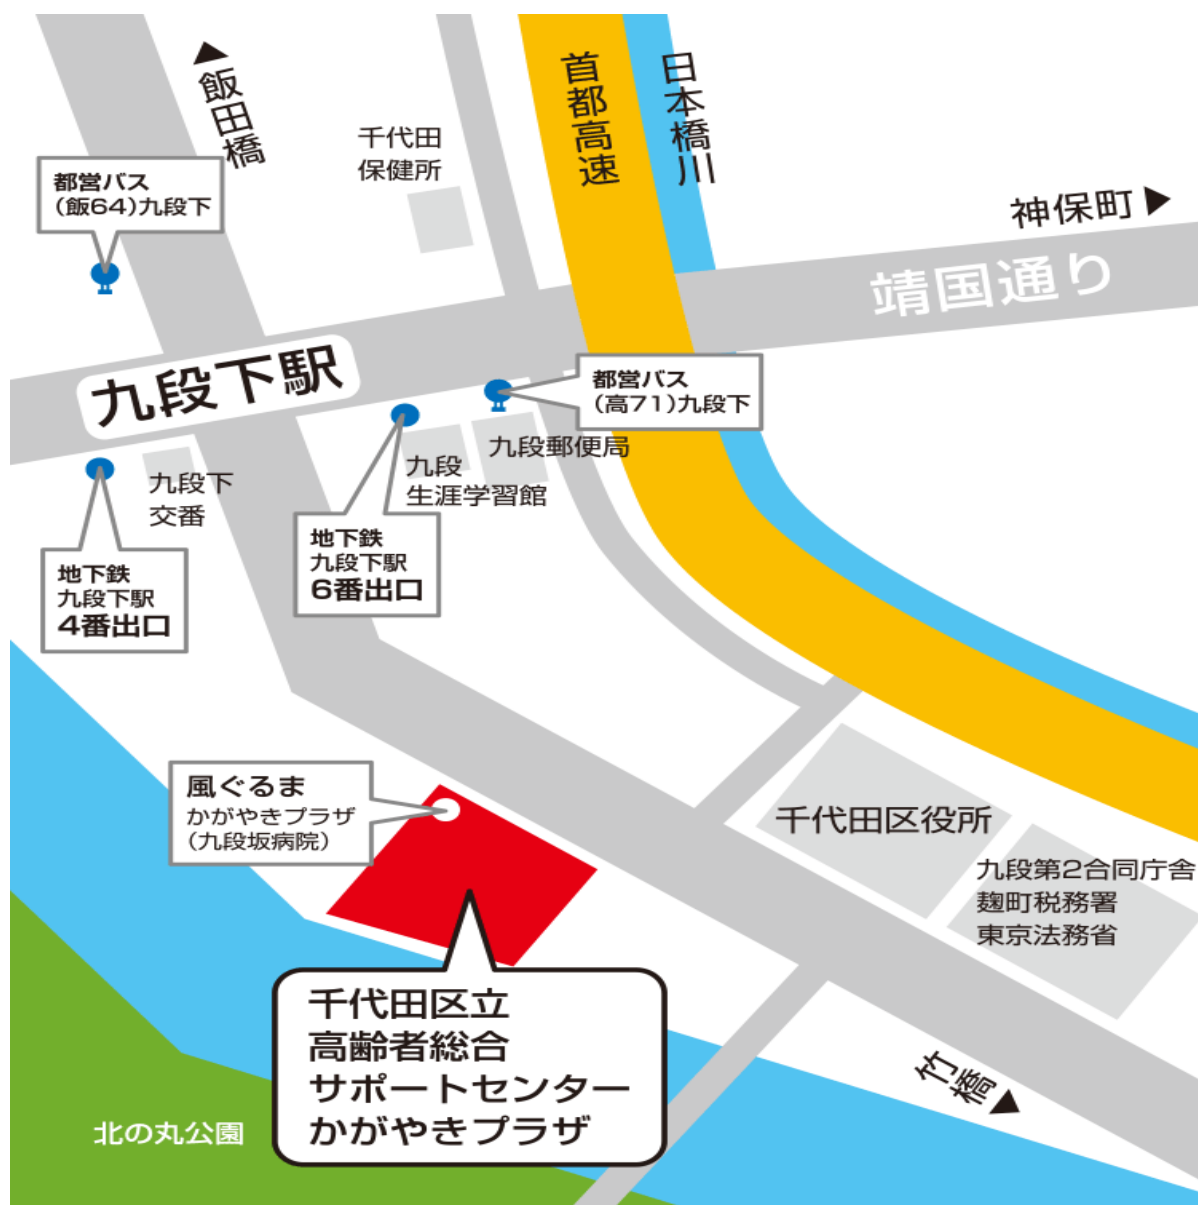 飯田橋
首都高速
日本橋川
千代田
保健所
都営バス
(飯64)九段下
神保町
靖国通り
九段下駅
都営バス
(高71)九段下
九段郵便局
九段
生涯学習館
九段下
交番
地下鉄
九段下駅
6番出口
地下鉄
九段下駅
4番出口
風ぐるま
かがやきプラザ
(九段坂病院)
千代田区役所
九段第2合同庁舎
麹町税務署
東京法務省
千代田区立
高齢者総合
サポートセンター
かがやきプラザ
竹橋
北の丸公園